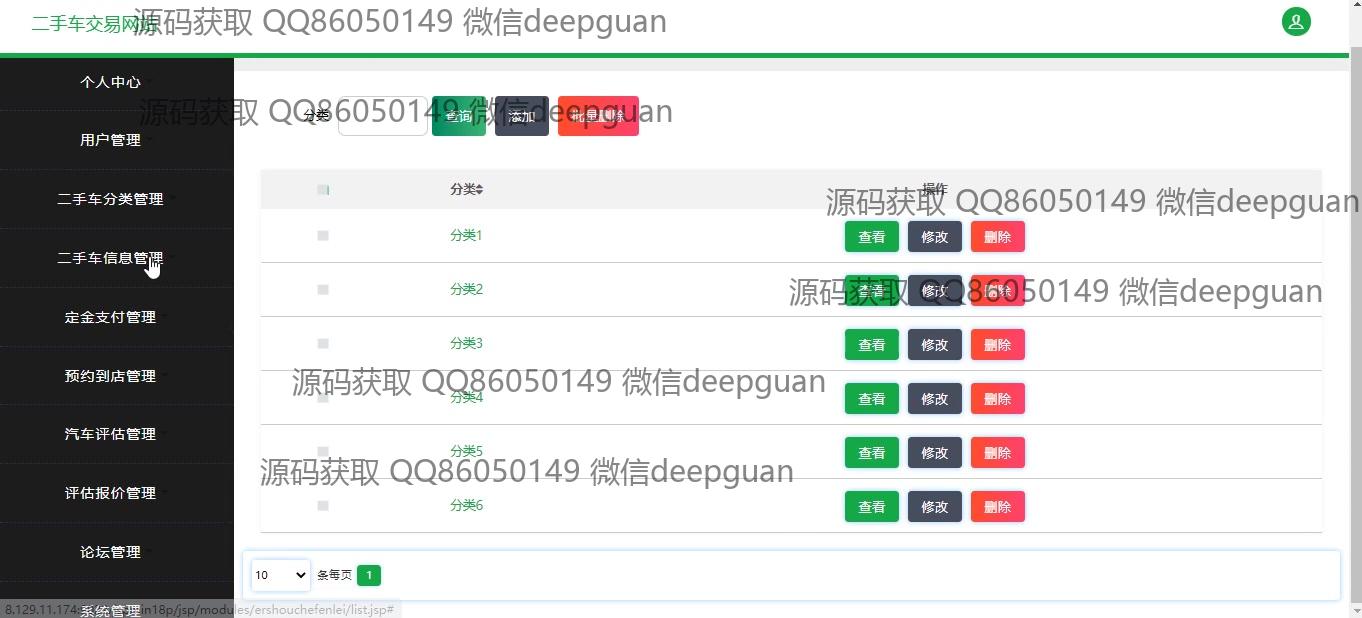 二手车交易网站
源码获取 QQ86050149 微信deepguan
个人中心
源码获取 QQ86050149 微信deepguan
分类 查询 添加 批量删除
用户管理
二手车分类管理
分类 操作
源码获取 QQ86050149 微信deepguan
分类1 查看 修改 删除
二手车信息管理
分类2 查看 修改 删除
源码获取 QQ86050149 微信deepguan
定金支付管理
分类3 查看 修改 删除
预约到店管理
源码获取 QQ86050149 微信deepguan
分类4 查看 修改 删除
汽车评估管理
分类5 查看 修改 删除
源码获取 QQ86050149 微信deepguan
评估报价管理
分类6 查看 修改 删除
论坛管理
10 条每页 1
系统管理
8.129.11.174: in18p/jsp/modules/ershouchefenlei/list.jsp#